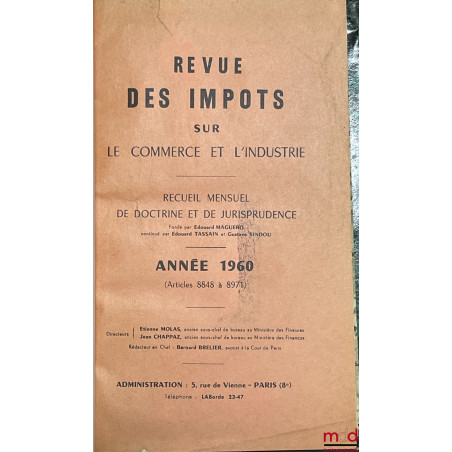 REVUE
DES IMPOTS
SUR
LE COMMERCE ET L'INDUSTRIE
RECUEIL MENSUEL
DE DOCTRINE ET DE JURISPRUDENCE
Fondé par Edouard MAGUERO
continué par Edouard TASSAIN et Gustave SINDOU
ANNÉE 1960
(Articles 8848 à 8971)
Directeurs
Etienne MOLAS, ancien sous-chef de bureau au Ministère des Finances
Jean CHAPPAZ, ancien sous-chef de bureau au Ministère des Finances
Rédacteur en Chef : Bernard BRELIER, avocat à la Cour de Paris
ADMINISTRATION : 5, rue de Vienne - PARIS (8e)
Téléphone : LABorde 23-47
m d